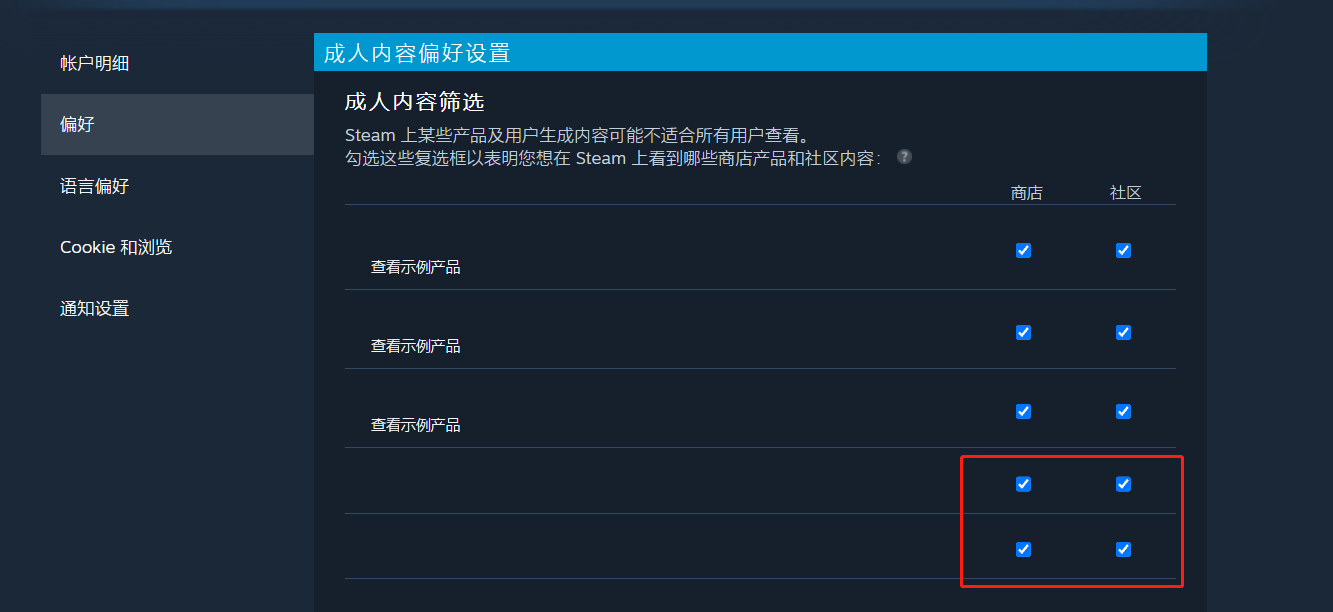 成人内容偏好设置
帐户明细
偏好
语言偏好
Cookie 和浏览
通知设置
成人内容筛选
Steam 上某些产品及用户生成内容可能不适合所有用户查看。
勾选这些复选框以表明您想在 Steam 上看到哪些商店产品和社区内容： ?
商店 社区
查看示例产品
查看示例产品
查看示例产品